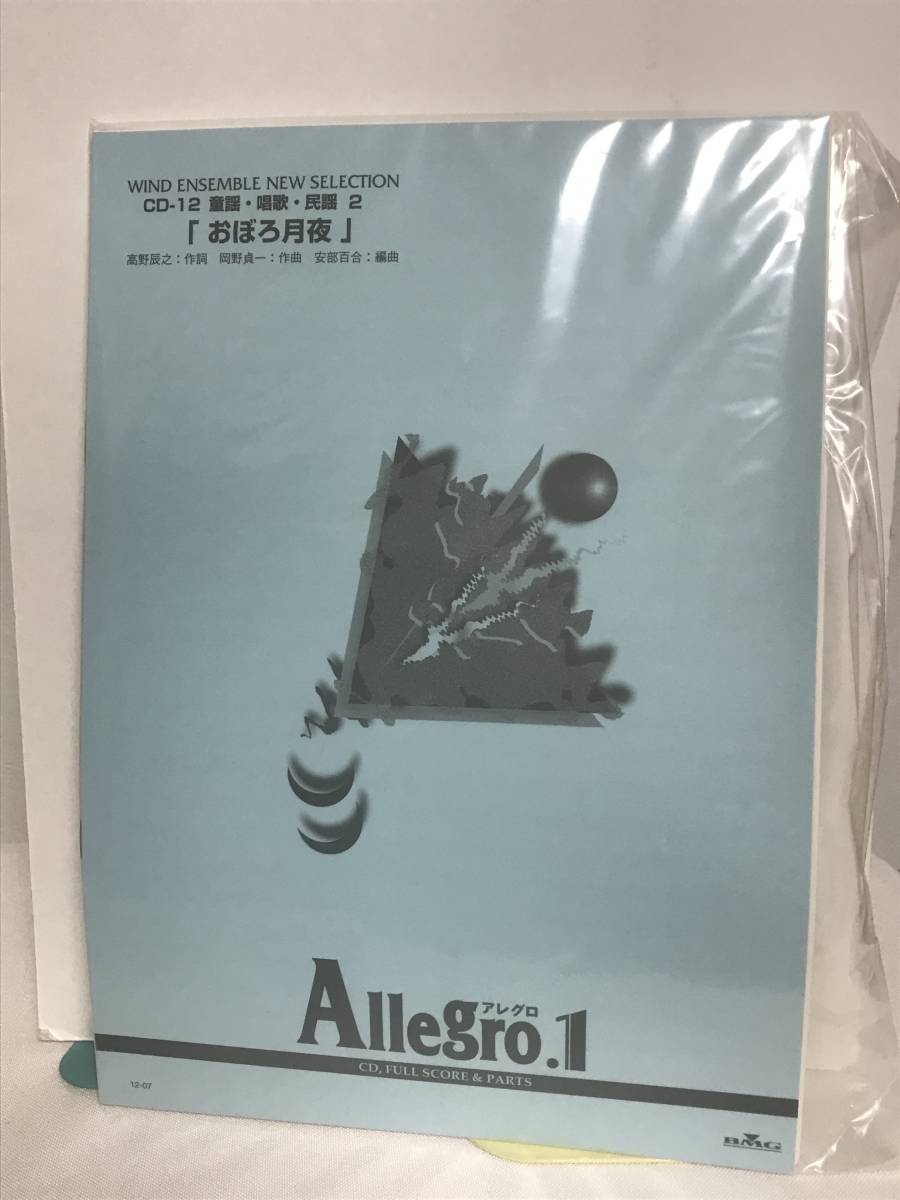 WIND ENSEMBLE NEW SELECTION
CD-12 童謡・唱歌・民謡 2
「 おぼろ月夜 」
高野辰之:作詞 岡野貞一:作曲 安部百合:編曲
アレグロ
Allegro.1
CD, FULL SCORE & PARTS
12-07
BMG